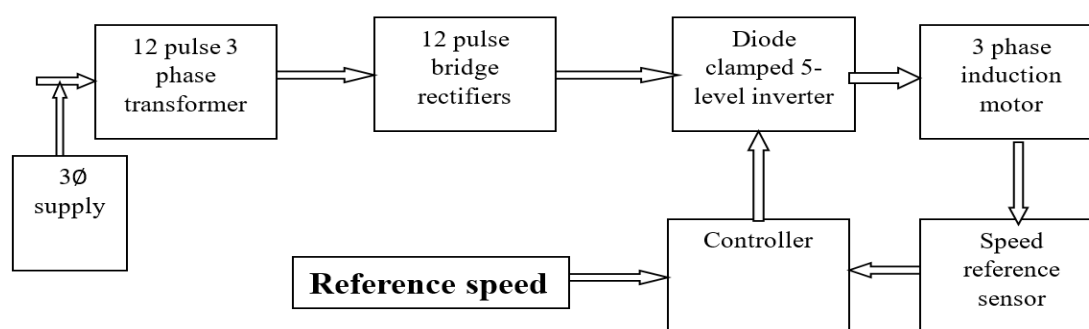 12 pulse 3
phase
transformer
12 pulse
bridge
rectifiers
Diode
clamped 5-
level inverter
3 phase
induction
motor
3Ø
supply
Reference speed
Controller
Speed
reference
sensor